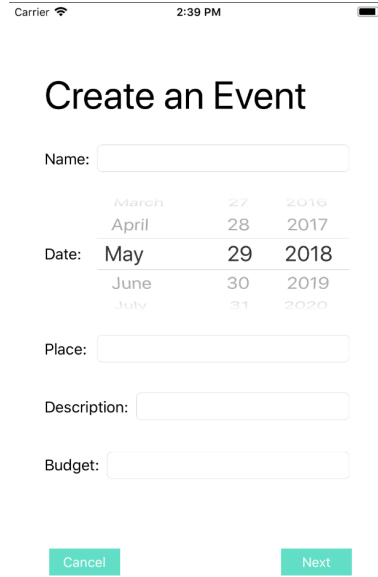 Carrier 2:39 PM
Create an Event
Name:
March 27 2016
April 28 2017
Date: May 29 2018
June 30 2019
July 31 2020
Place:
Description:
Budget:
Cancel Next